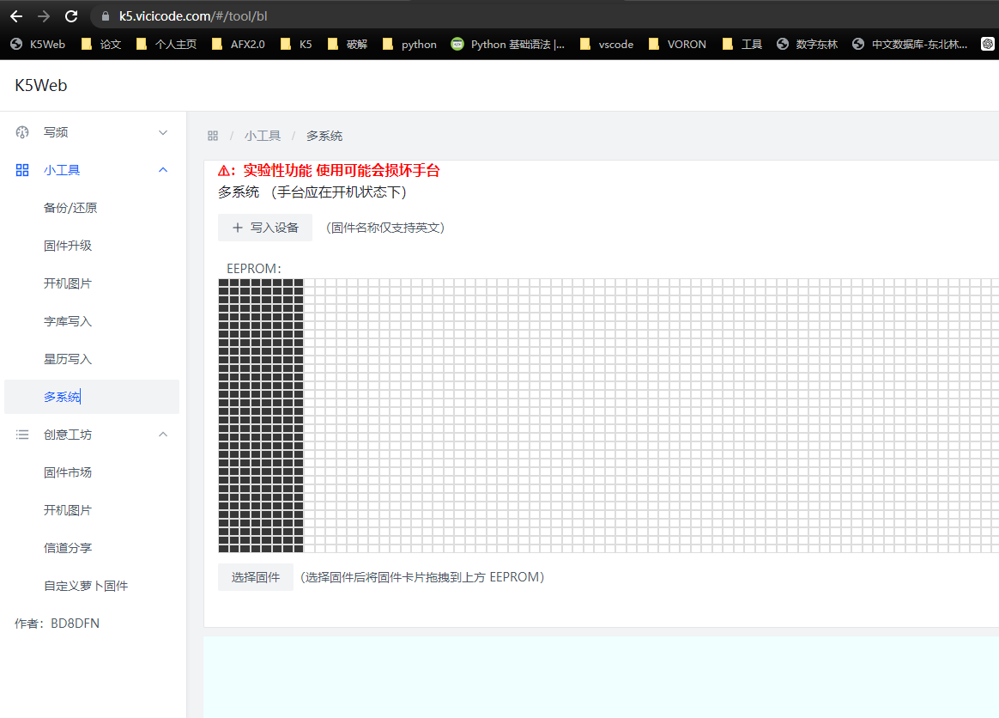 k5.vicicode.com/#/tool/bl
K5Web 论文 个人主页 AFX2.0 K5 破解 python Python 基础语法 |... vscode VORON 工具 数字东林 中文数据库-东北林...
K5Web
写频
小工具
备份/还原
固件升级
开机图片
字库写入
星历写入
多系统
创意工坊
固件市场
开机图片
信道分享
自定义萝卜固件
作者：BD8DFN
/ 小工具 / 多系统
⚠：实验性功能 使用可能会损坏手台
多系统 （手台应在开机状态下）
+ 写入设备 （固件名称仅支持英文）
EEPROM：
选择固件 （选择固件后将固件卡片拖拽到上方 EEPROM）